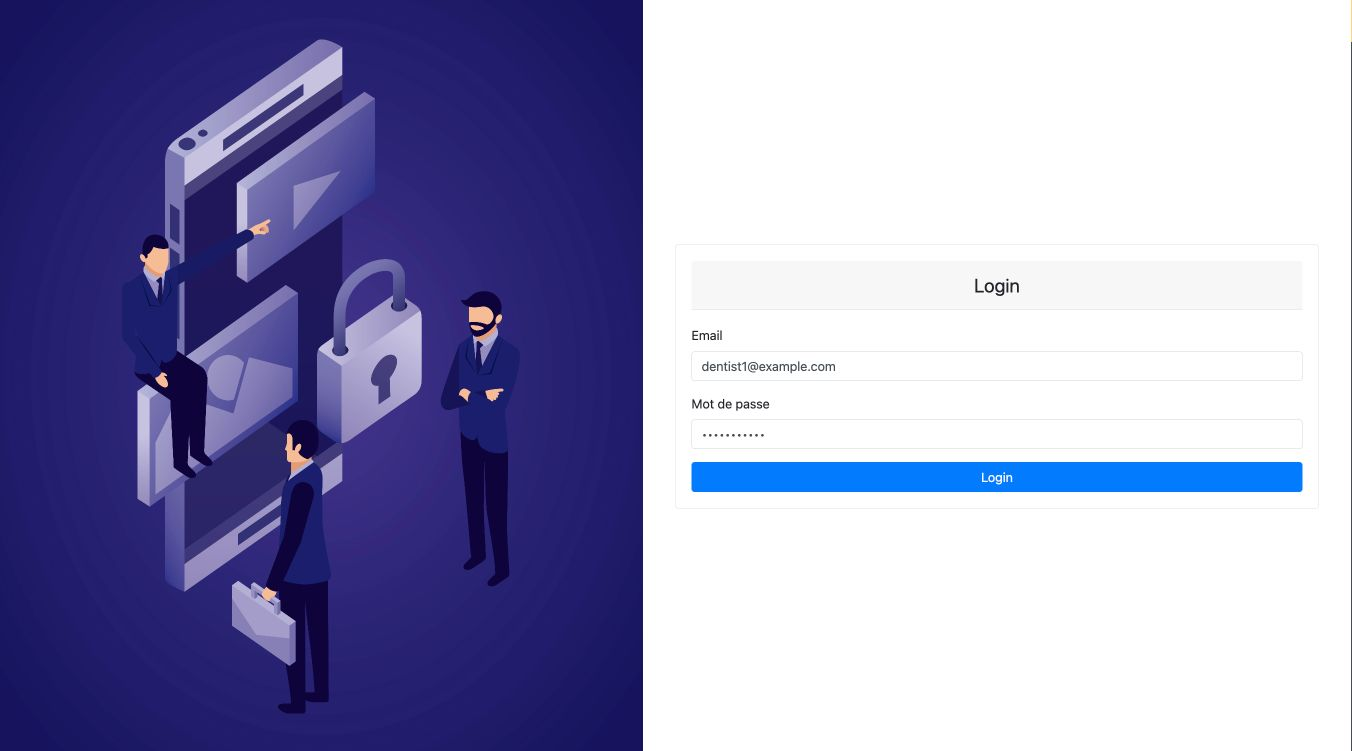 Login
Email
dentist1@example.com
Mot de passe
•••••••••••
Login